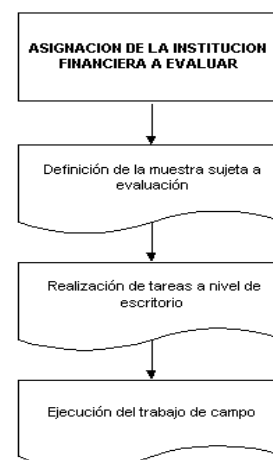 ASIGNACION DE LA INSTITUCION
FINANCIERA A EVALUAR
Definición de la muestra sujeta a
evaluación
Realización de tareas a nivel de
escritorio
Ejecución del trabajo de campo